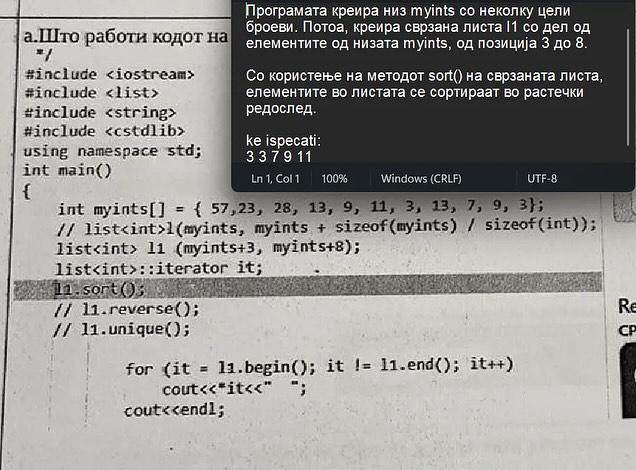 Програмата креира низ myints со неколку цели
броеви. Потоа, креира сврзана листа l1 со дел од
елементите од низата myints, од позиција 3 до 8.
Со користење на методот sort() на сврзаната листа,
елементите во листата се сортираат во растечки
редослед.
ke ispecati:
3 3 7 9 11
Ln 1, Col 1 100% Windows (CRLF) UTF-8
а.Што работи кодот на
*/
#include <iostream>
#include <list>
#include <string>
#include <cstdlib>
using namespace std;
int main()
{
int myints[] = { 57,23, 28, 13, 9, 11, 3, 13, 7, 9, 3};
// list<int>l(myints, myints + sizeof(myints) / sizeof(int));
list<int> l1 (myints+3, myints+8);
list<int>::iterator it;
l1.sort();
// l1.reverse();
// l1.unique();
for (it = l1.begin(); it != l1.end(); it++)
cout<<*it<<" ";
cout<<endl;
Re
CP